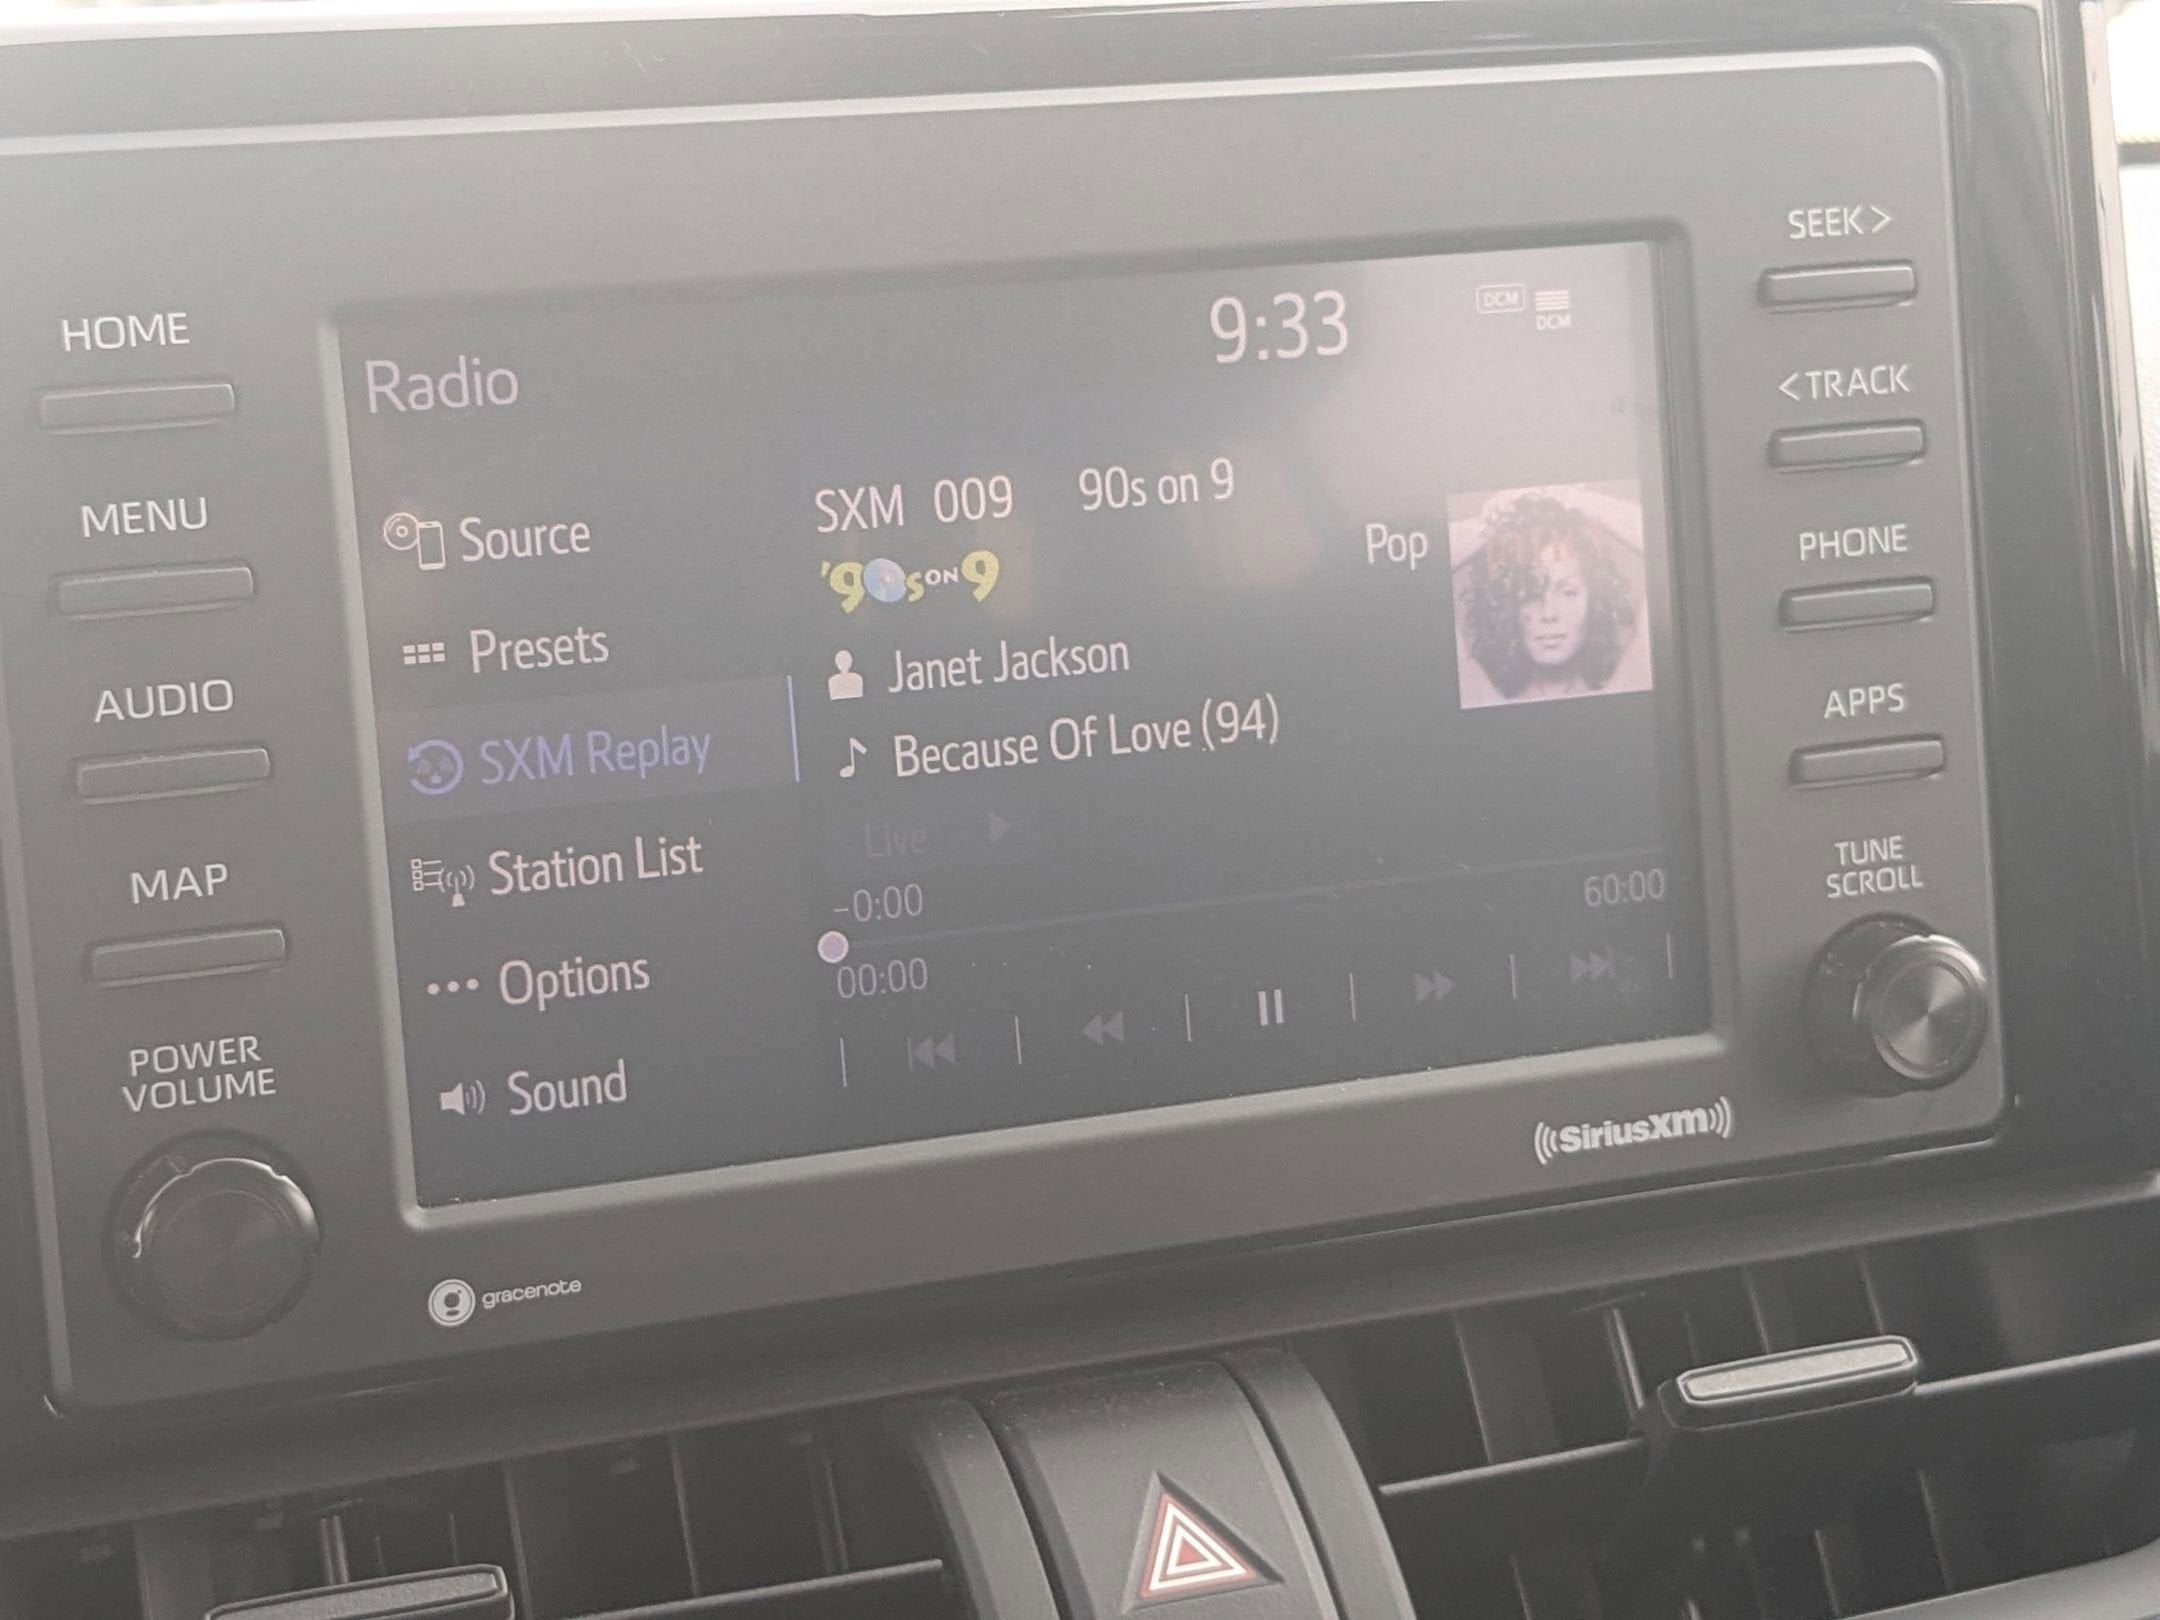 HOME
MENU
AUDIO
MAP
POWER
VOLUME
Radio
9:33
DCM
DCM
Source
Presets
SXM Replay
Station List
Options
Sound
SXM 009 90s on 9
'90s ON 9
Pop
Janet Jackson
Because Of Love (94)
Live
-0:00
60:00
00:00
SEEK >
< TRACK
PHONE
APPS
TUNE
SCROLL
gracenote
SiriusXM